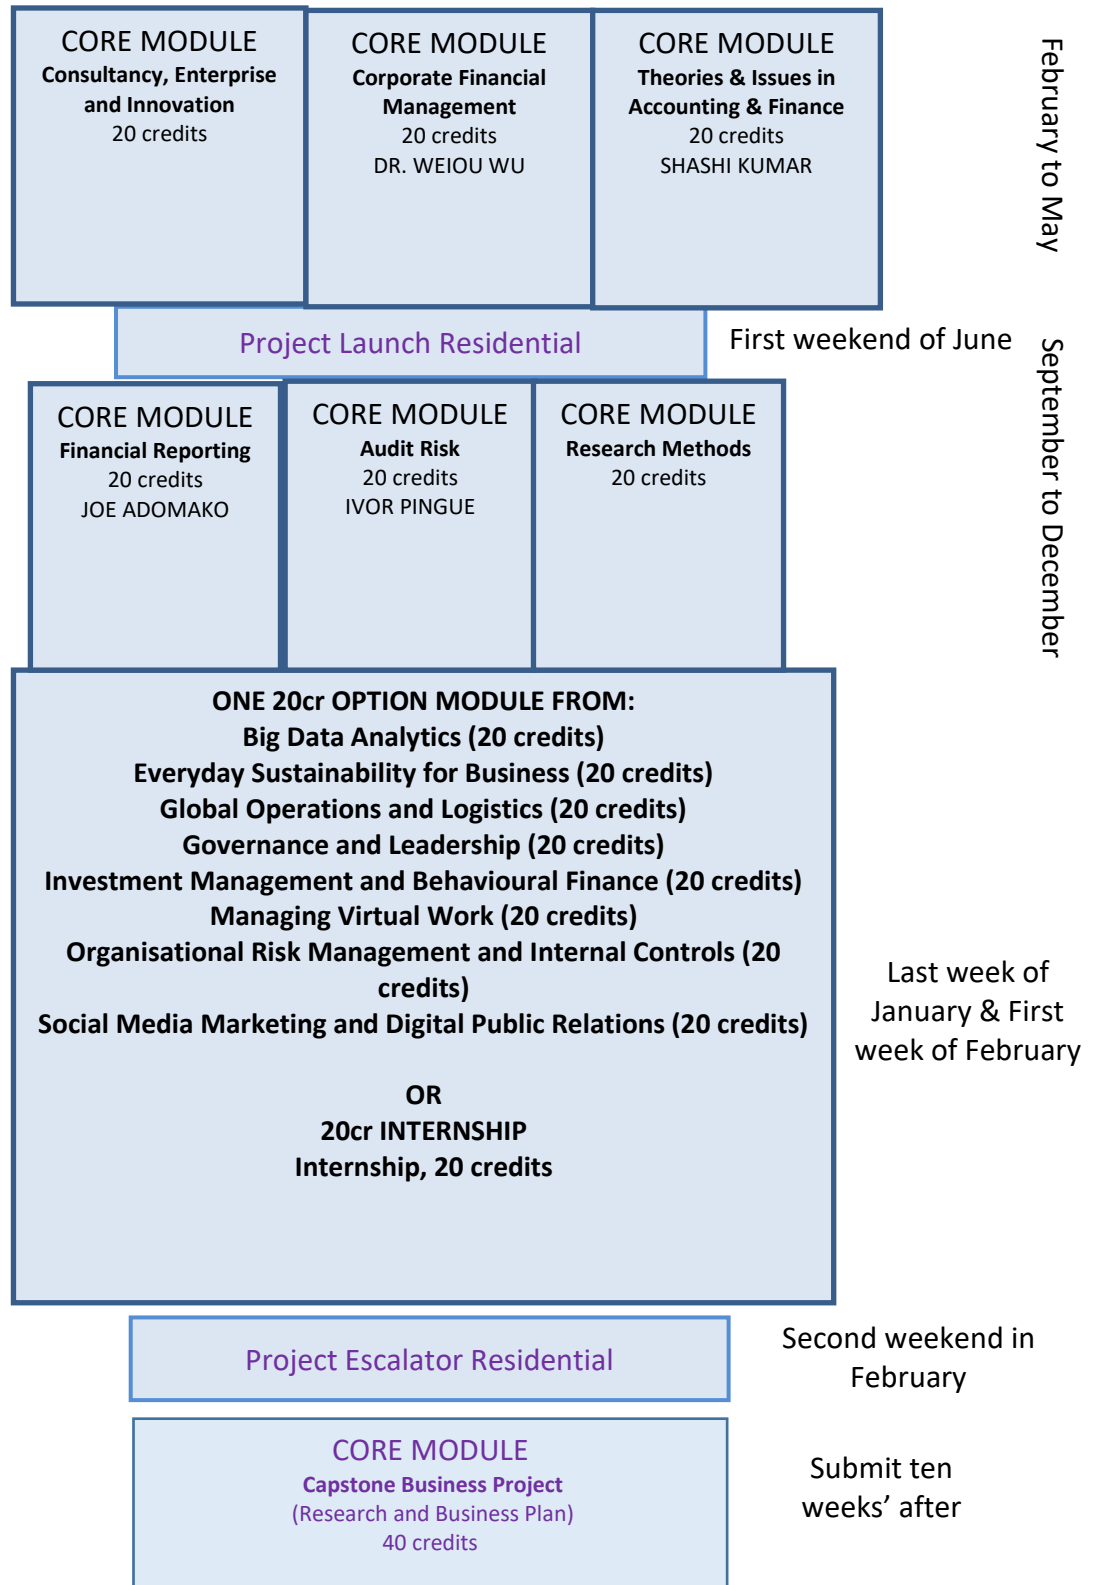 CORE MODULE
Consultancy, Enterprise
and Innovation
20 credits
CORE MODULE
Corporate Financial
Management
20 credits
DR. WEIOU WU
CORE MODULE
Theories & Issues in
Accounting & Finance
20 credits
SHASHI KUMAR
February to May
Project Launch Residential
First weekend of June
CORE MODULE
Financial Reporting
20 credits
JOE ADOMAKO
CORE MODULE
Audit Risk
20 credits
IVOR PINGUE
CORE MODULE
Research Methods
20 credits
September to December
ONE 20cr OPTION MODULE FROM:
Big Data Analytics (20 credits)
Everyday Sustainability for Business (20 credits)
Global Operations and Logistics (20 credits)
Governance and Leadership (20 credits)
Investment Management and Behavioural Finance (20 credits)
Managing Virtual Work (20 credits)
Organisational Risk Management and Internal Controls (20
credits)
Social Media Marketing and Digital Public Relations (20 credits)
OR
20cr INTERNSHIP
Internship, 20 credits
Last week of
January & First
week of February
Project Escalator Residential
Second weekend in
February
CORE MODULE
Capstone Business Project
(Research and Business Plan)
40 credits
Submit ten
weeks’ after